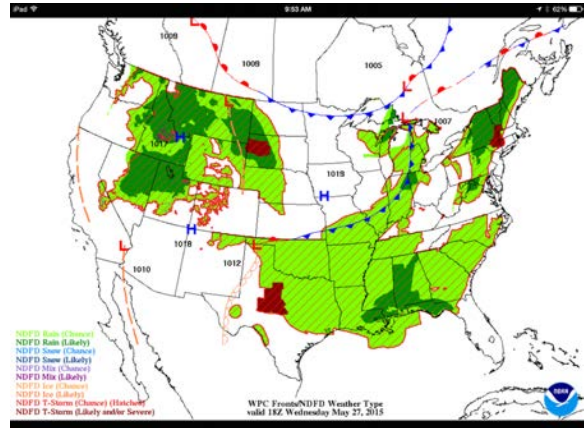 iPad 9:53 AM 62%
L
1008
1008
1005
L
L
L
1007
L
1017
H
1019
H
H
1018
L
1010
1012
L
NDFD Rain (Chance)
NDFD Rain (Likely)
NDFD Snow (Chance)
NDFD Snow (Likely)
NDFD Mix (Chance)
NDFD Mix (Likely)
NDFD Ice (Chance)
NDFD Ice (Likely)
NDFD T-Storm (Chance) (Hatched)
NDFD T-Storm (Likely and/or Severe)
WPC Fronts/NDFD Weather Type
valid 18Z Wednesday May 27, 2015
NOAA